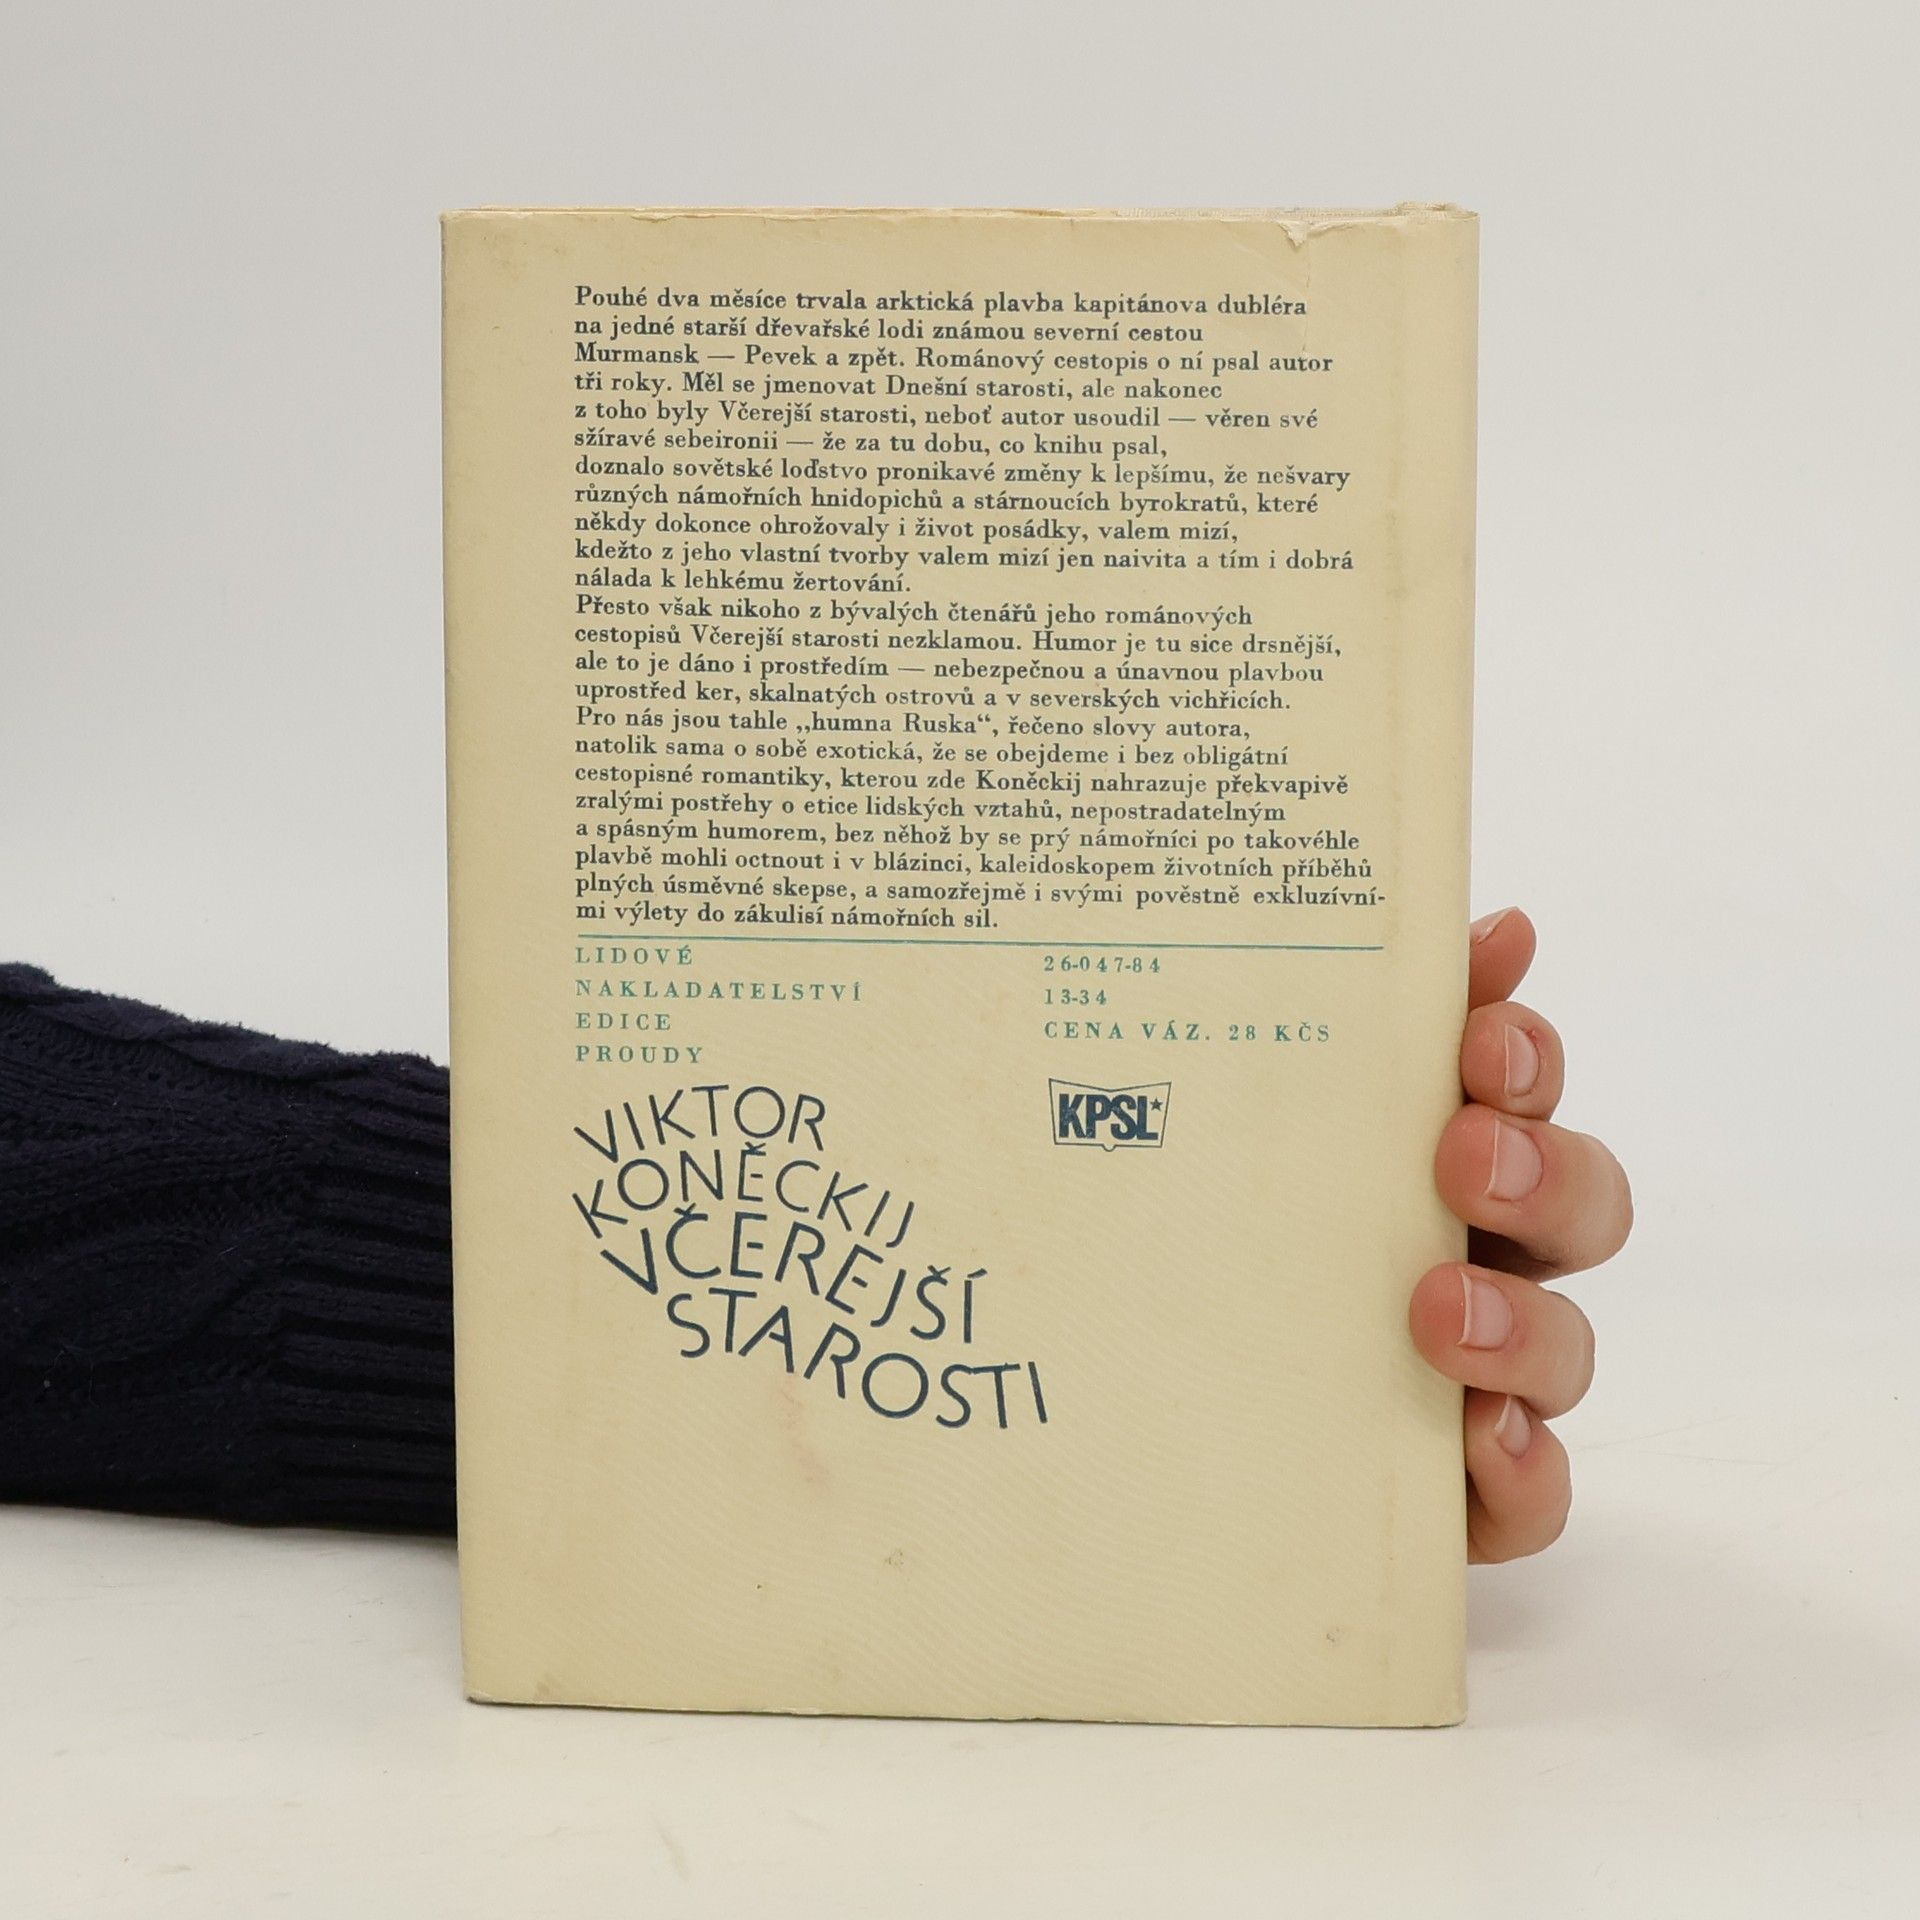 Pouhé dva měsíce trvala arktická plavba kapitánova dubléra
na jedné starší dřevařské lodi známou severní cestou
Murmansk — Pevek a zpět. Románový cestopis o ní psal autor
tři roky. Měl se jmenovat Dnešní starosti, ale nakonec
z toho byly Včerejší starosti, neboť autor usoudil — věren své
sžíravé sebeironii — že za tu dobu, co knihu psal,
doznalo sovětské loďstvo pronikavé změny k lepšímu, že nešvary
různých námořních hnidopichů a stárnoucích byrokratů, které
někdy dokonce ohrožovaly i život posádky, valem mizí,
kdežto z jeho vlastní tvorby valem mizí jen naivita a tím i dobrá
nálada k lehkému žertování.
Přesto však nikoho z bývalých čtenářů jeho románových
cestopisů Včerejší starosti nezklamou. Humor je tu sice drsnější,
ale to je dáno i prostředím — nebezpečnou a únavnou plavbou
uprostřed ker, skalnatých ostrovů a v severských vichřicích.
Pro nás jsou tahle „humna Ruska“, řečeno slovy autora,
natolik sama o sobě exotická, že se obejdeme i bez obligátní
cestopisné romantiky, kterou zde Koněckij nahrazuje překvapivě
zralými postřehy o etice lidských vztahů, nepostradatelným
a spásným humorem, bez něhož by se prý námořníci po takovéhle
plavbě mohli octnout i v blázinci, kaleidoskopem životních příběhů
plných úsměvné skepse, a samozřejmě i svými pověstně exkluzívní-
mi výlety do zákulisí námořních sil.
LIDOVÉ
NAKLADATELSTVÍ
EDICE
PROUDY
26-047-84
13-34
CENA VÁZ. 28 KČS
KPSL
VIKTOR
KONĚCKIJ
VČEREJŠÍ
STAROSTI